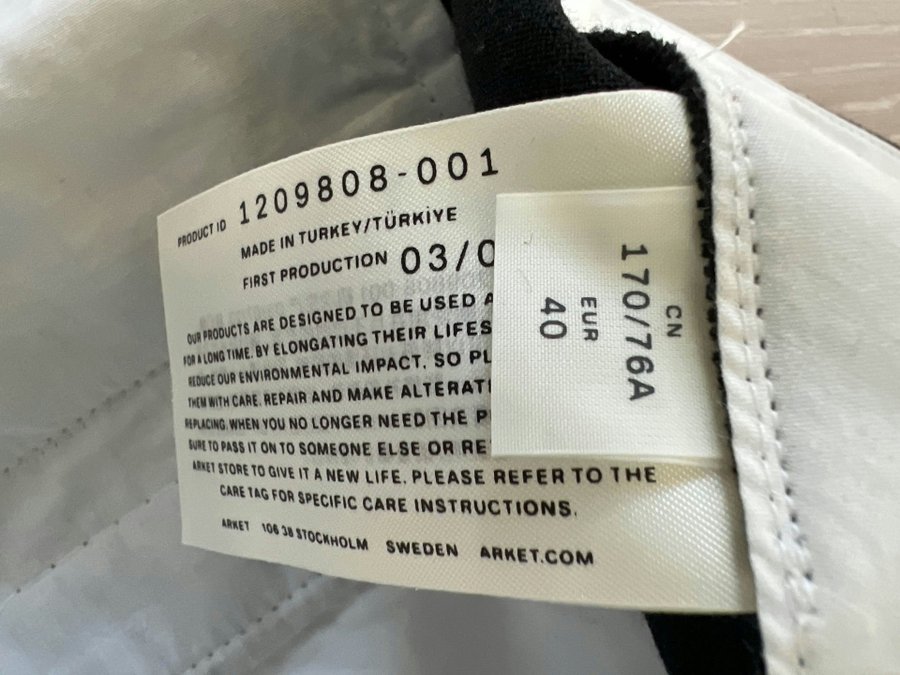 PRODUCT ID 1209808-001
MADE IN TURKEY/TÜRKİYE
FIRST PRODUCTION 03/0
OUR PRODUCTS ARE DESIGNED TO BE USED A
FOR A LONG TIME. BY ELONGATING THEIR LIFES
REDUCE OUR ENVIRONMENTAL IMPACT. SO PL
THEM WITH CARE. REPAIR AND MAKE ALTERATI
REPLACING. WHEN YOU NO LONGER NEED THE P
SURE TO PASS IT ON TO SOMEONE ELSE OR RE
ARKET STORE TO GIVE IT A NEW LIFE. PLEASE REFER TO THE
CARE TAG FOR SPECIFIC CARE INSTRUCTIONS.
ARKET 106 38 STOCKHOLM SWEDEN ARKET.COM
CN
170/76A
EUR
40